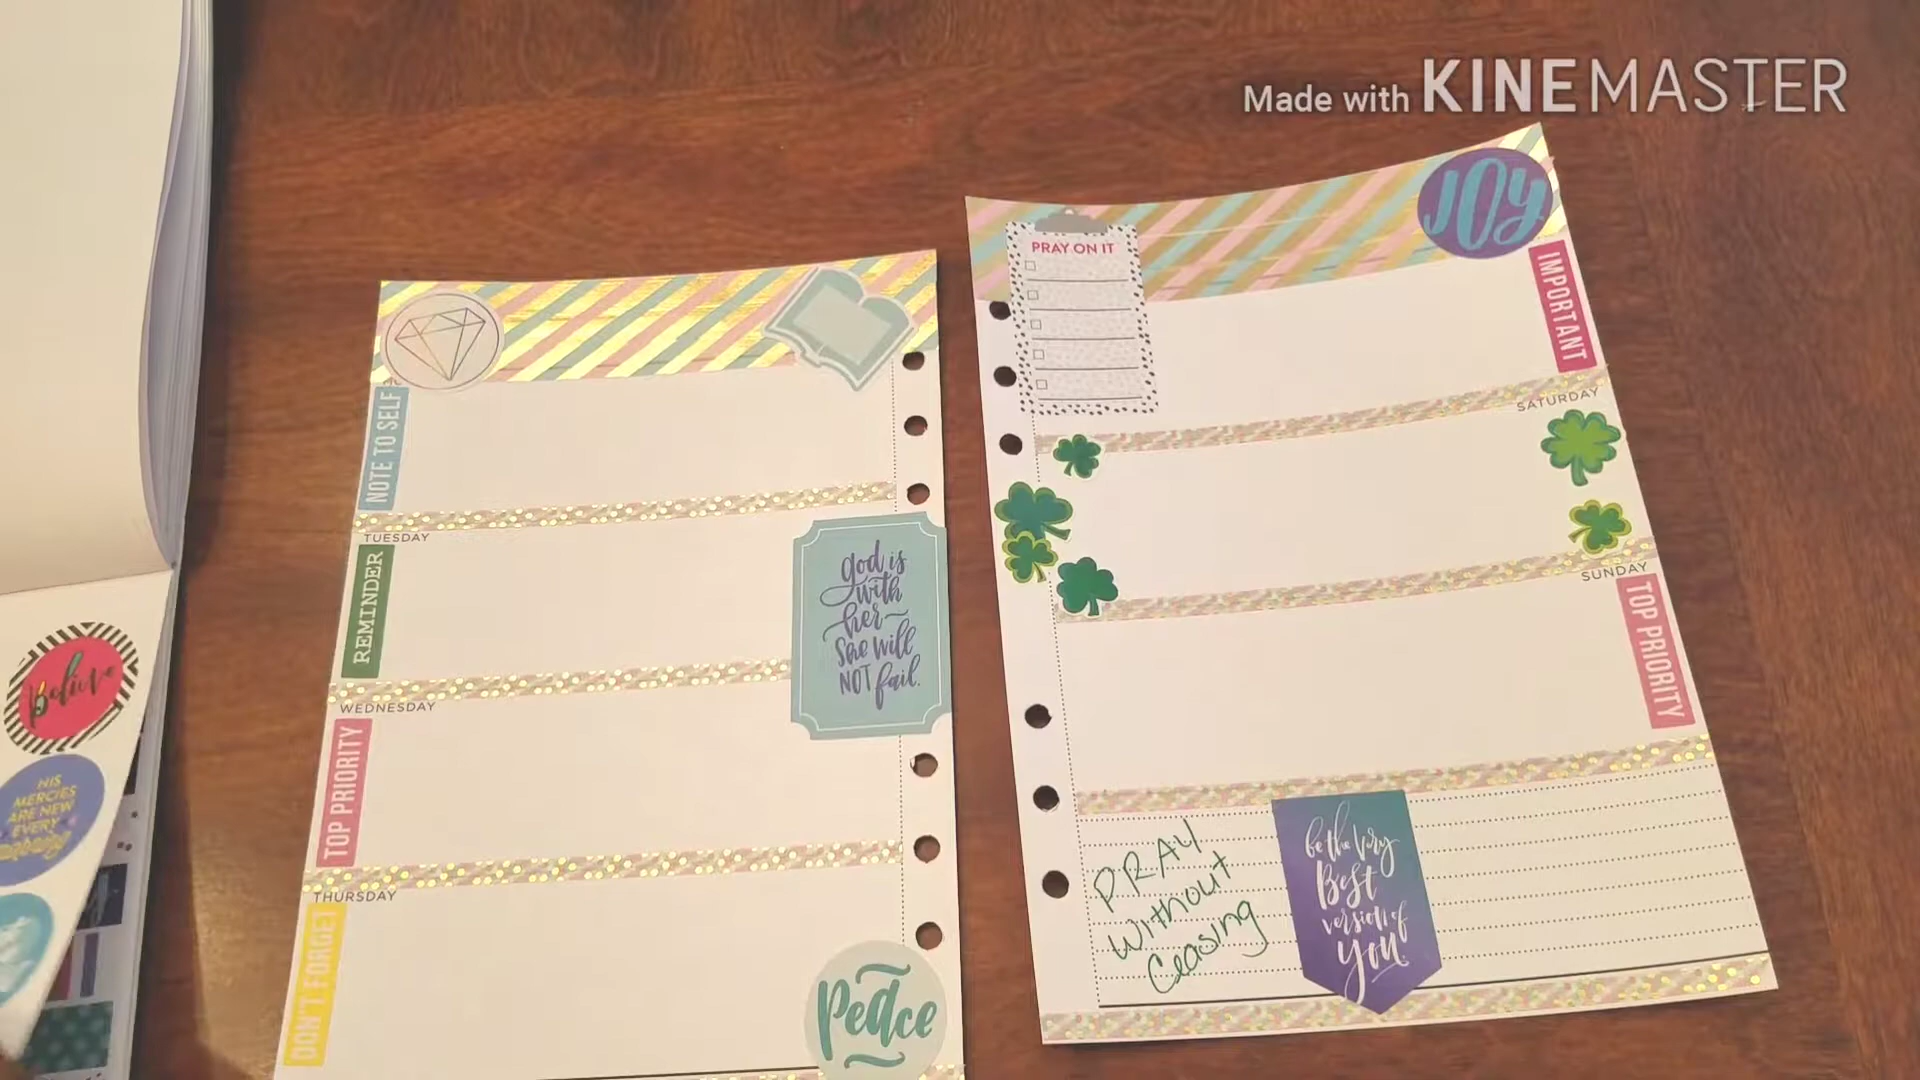 Made with KINEMASTER
Believe
HIS
MERCIES
ARE NEW
EVERY
morning
NOTE TO SELF
TUESDAY
REMINDER
WEDNESDAY
TOP PRIORITY
THURSDAY
DON'T FORGET
god is
with
her
she will
NOT fail.
Peace
PRAY ON IT
JOY
IMPORTANT
SATURDAY
SUNDAY
TOP PRIORITY
PRAY
Without
Ceasing
be the very
Best
version of
you.